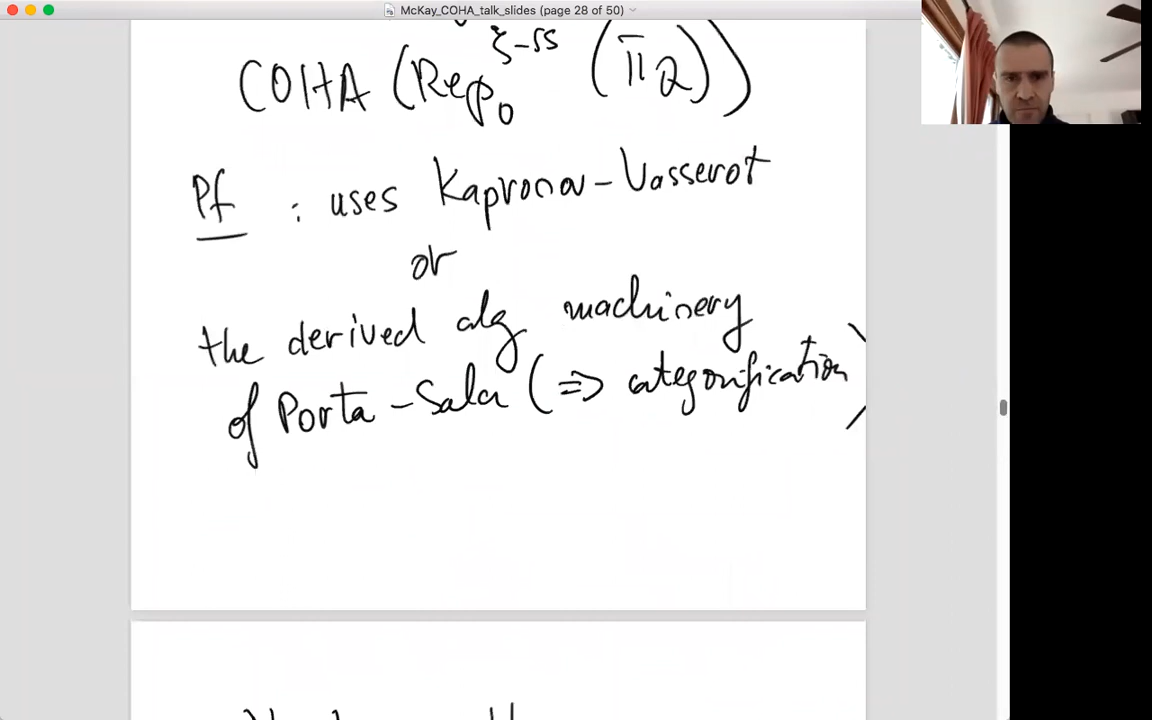 McKay_COHA_talk_slides (page 28 of 50)
COHA (Rep₀^{ζ-ss} (ΠQ))
Pf : uses Kapranov-Vasserot
or
the derived alg machinery
of Porta-Sala (⇒ categorification)